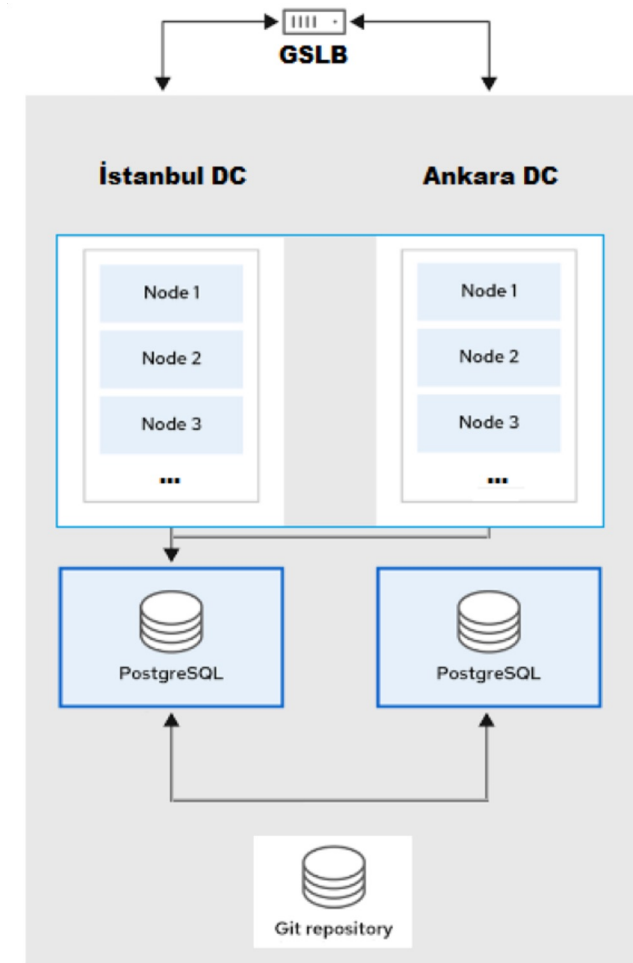 GSLB
İstanbul DC
Ankara DC
Node 1
Node 2
Node 3
...
Node 1
Node 2
Node 3
...
PostgreSQL
PostgreSQL
Git repository